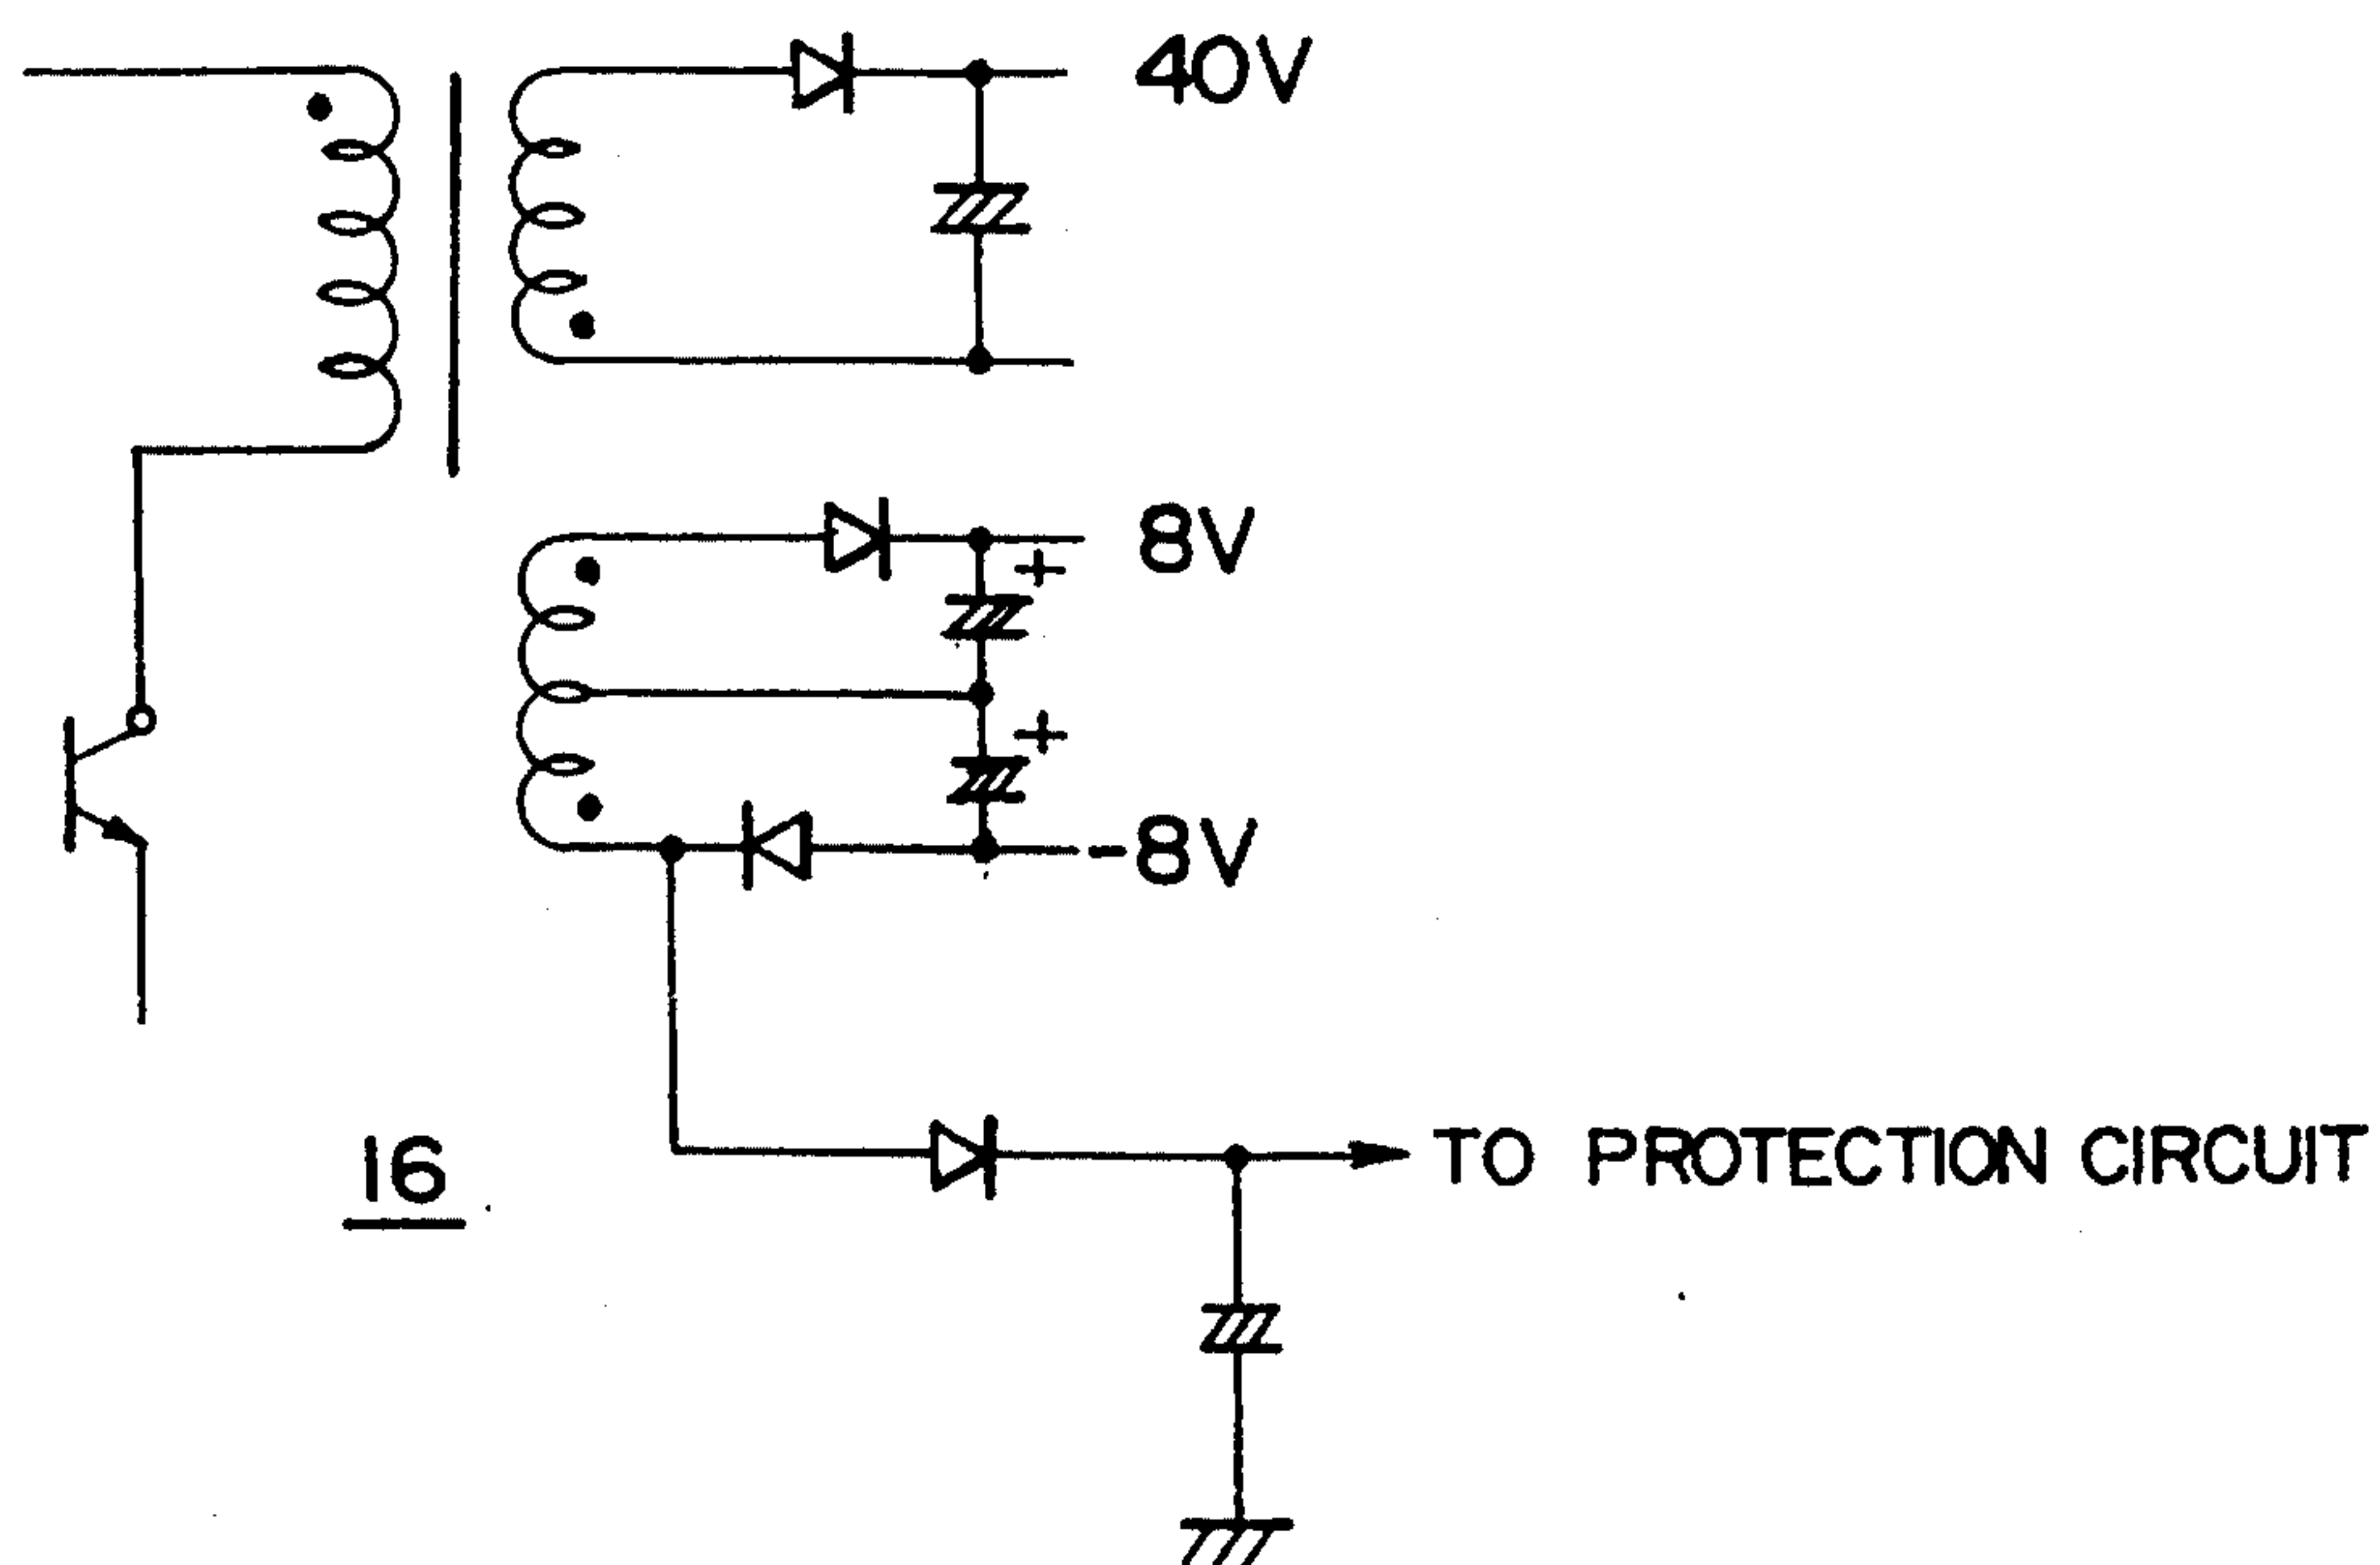 40V
8V
+
+
-8V
TO PROTECTION CIRCUIT
16